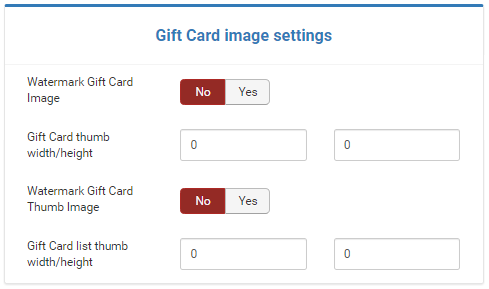 Gift Card image settings
Watermark Gift Card
Image
No Yes
Gift Card thumb
width/height
0 0
Watermark Gift Card
Thumb Image
No Yes
Gift Card list thumb
width/height
0 0